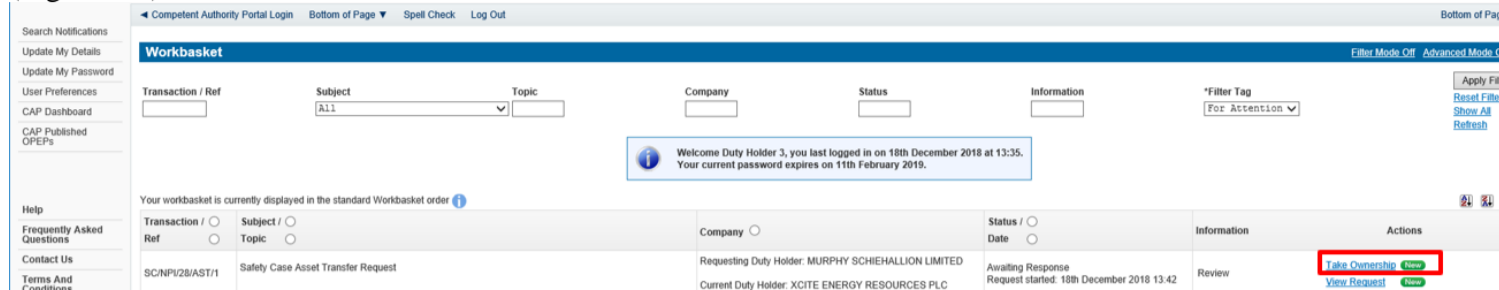 ◄ Competent Authority Portal Login Bottom of Page ▼ Spell Check Log Out
Search Notifications
Update My Details
Update My Password
User Preferences
CAP Dashboard
CAP Published
OPEPs
Help
Frequently Asked
Questions
Contact Us
Terms And
Conditions
Workbasket
Filter Mode Off Advanced Mode
Transaction / Ref Subject Topic Company Status Information *Filter Tag
All
For Attention
Apply
Reset
Show All
Refresh
Welcome Duty Holder 3, you last logged in on 18th December 2018 at 13:35.
Your current password expires on 11th February 2019.
Your workbasket is currently displayed in the standard Workbasket order
Transaction / Subject / Company Status / Information Actions
Ref Topic Date
SC/NPI/28/AST/1 Safety Case Asset Transfer Request
Requesting Duty Holder: MURPHY SCHIEHALLION LIMITED
Current Duty Holder: XCITE ENERGY RESOURCES PLC
Awaiting Response
Request started: 18th December 2018 13:42
Review
Take Ownership New
View Request New